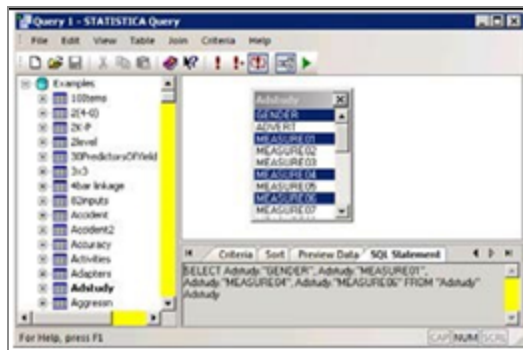 Query 1 - STATISTICA Query
File Edit View Table Join Criteria Help
Examples
10items
2(4-0)
2K-P
2level
30PredictorsOfYield
3x3
4bar linkage
82inputs
Accident
Accident2
Accuracy
Activities
Adapters
Adstudy
Aggressn
Adstudy
GENDER
ADVERT
MEASURE01
MEASURE02
MEASURE03
MEASURE04
MEASURE05
MEASURE06
MEASURE07
Criteria Sort Preview Data SQL Statement
SELECT Adstudy."GENDER", Adstudy."MEASURE01",
Adstudy."MEASURE04", Adstudy."MEASURE06" FROM "Adstudy"
Adstudy
For Help, press F1
CAP NUM SCRL